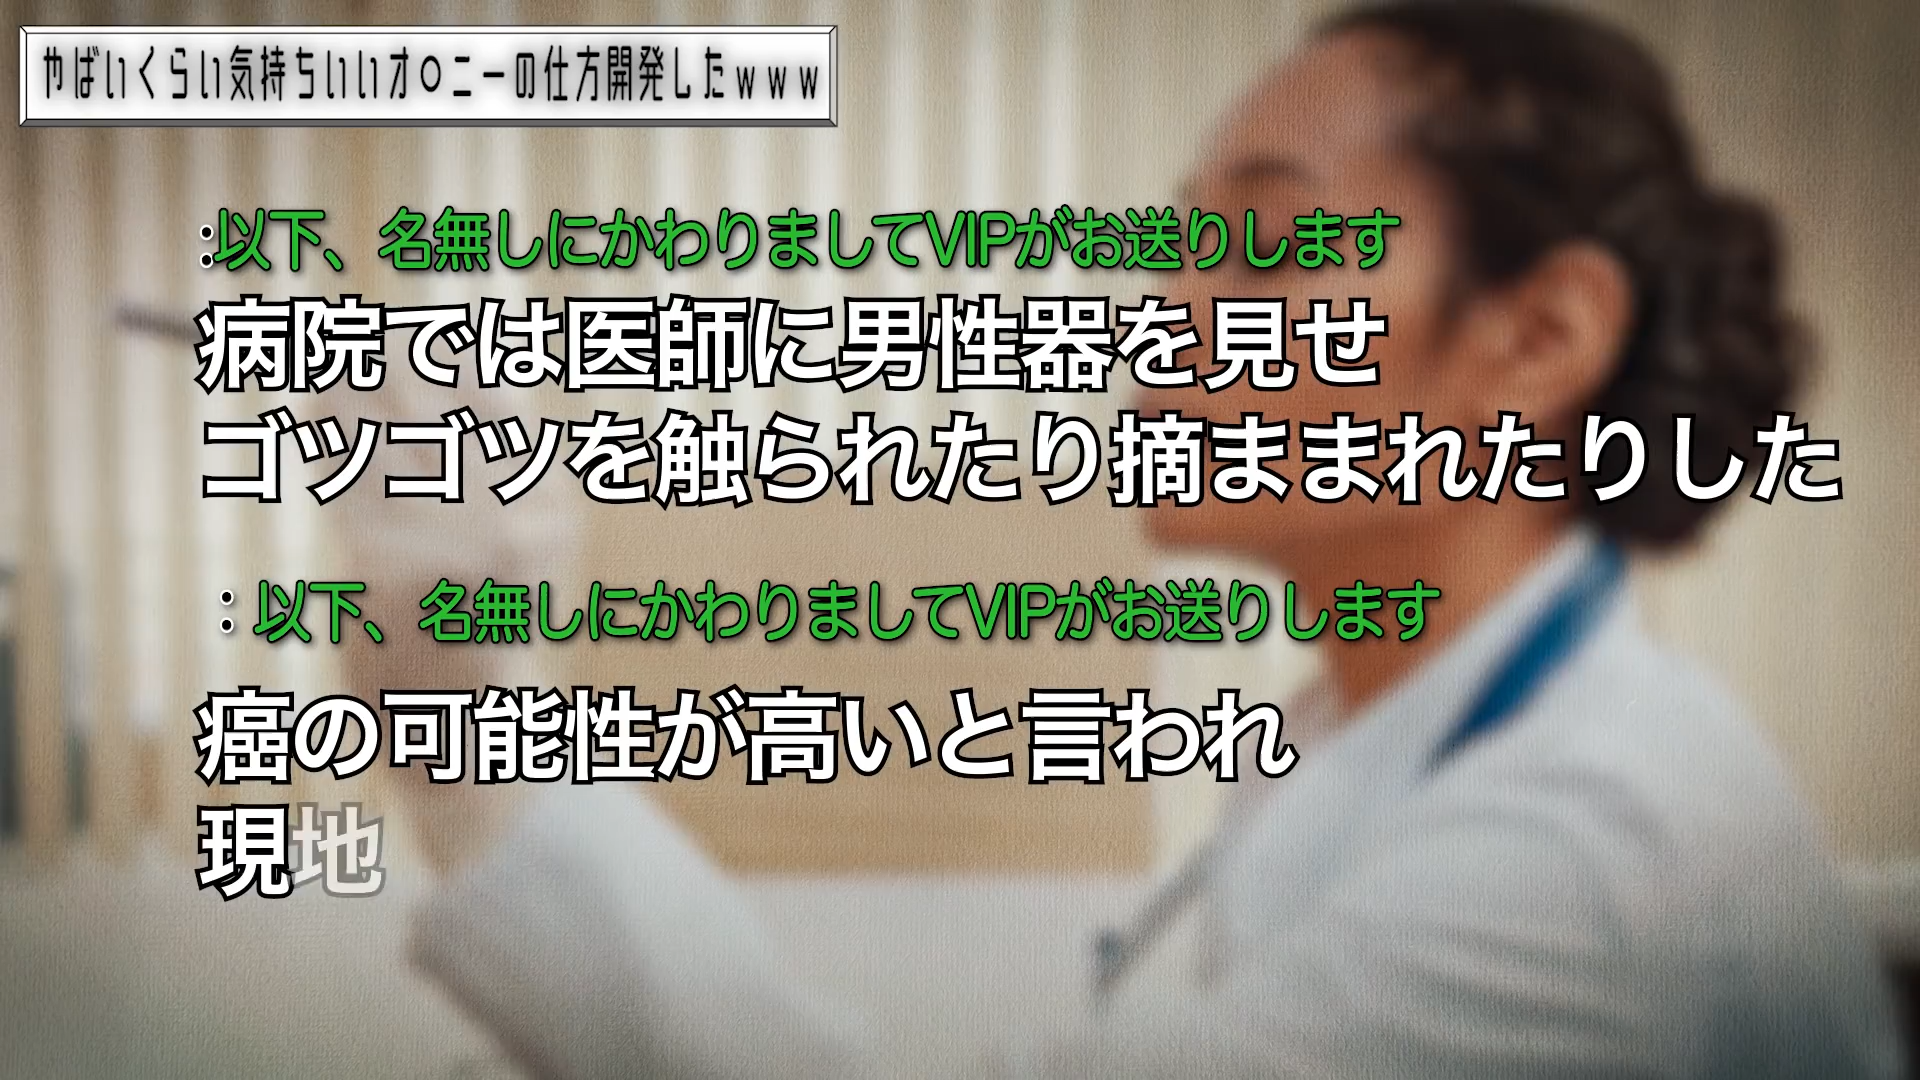 やばいくらい気持ちいいオ〇ニーの仕方開発したｗｗｗ
:以下、名無しにかわりましてVIPがお送りします
病院では医師に男性器を見せ
ゴツゴツを触られたり摘ままれたりした
：以下、名無しにかわりましてVIPがお送りします
癌の可能性が高いと言われ
現地